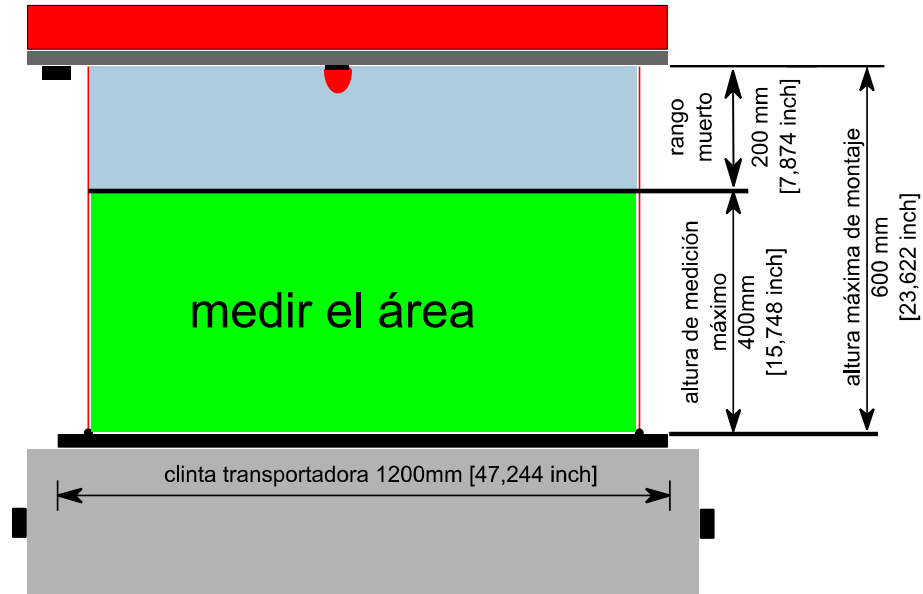 rango
muerto
200 mm
[7,874 inch]
altura de medición
máximo
400mm
[15,748 inch]
altura máxima de montaje
600 mm
[23,622 inch]
medir el área
clinta transportadora 1200mm [47,244 inch]